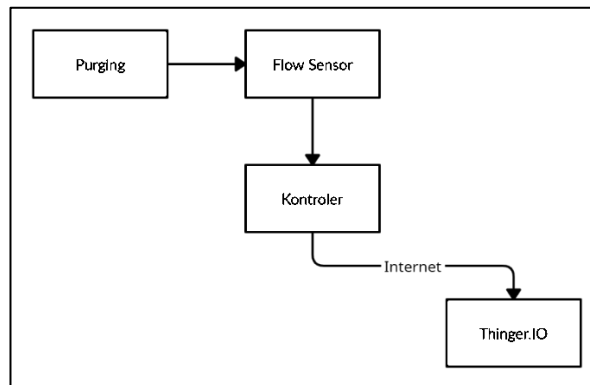 Purging
Flow Sensor
Kontroler
Internet
Thinger.IO